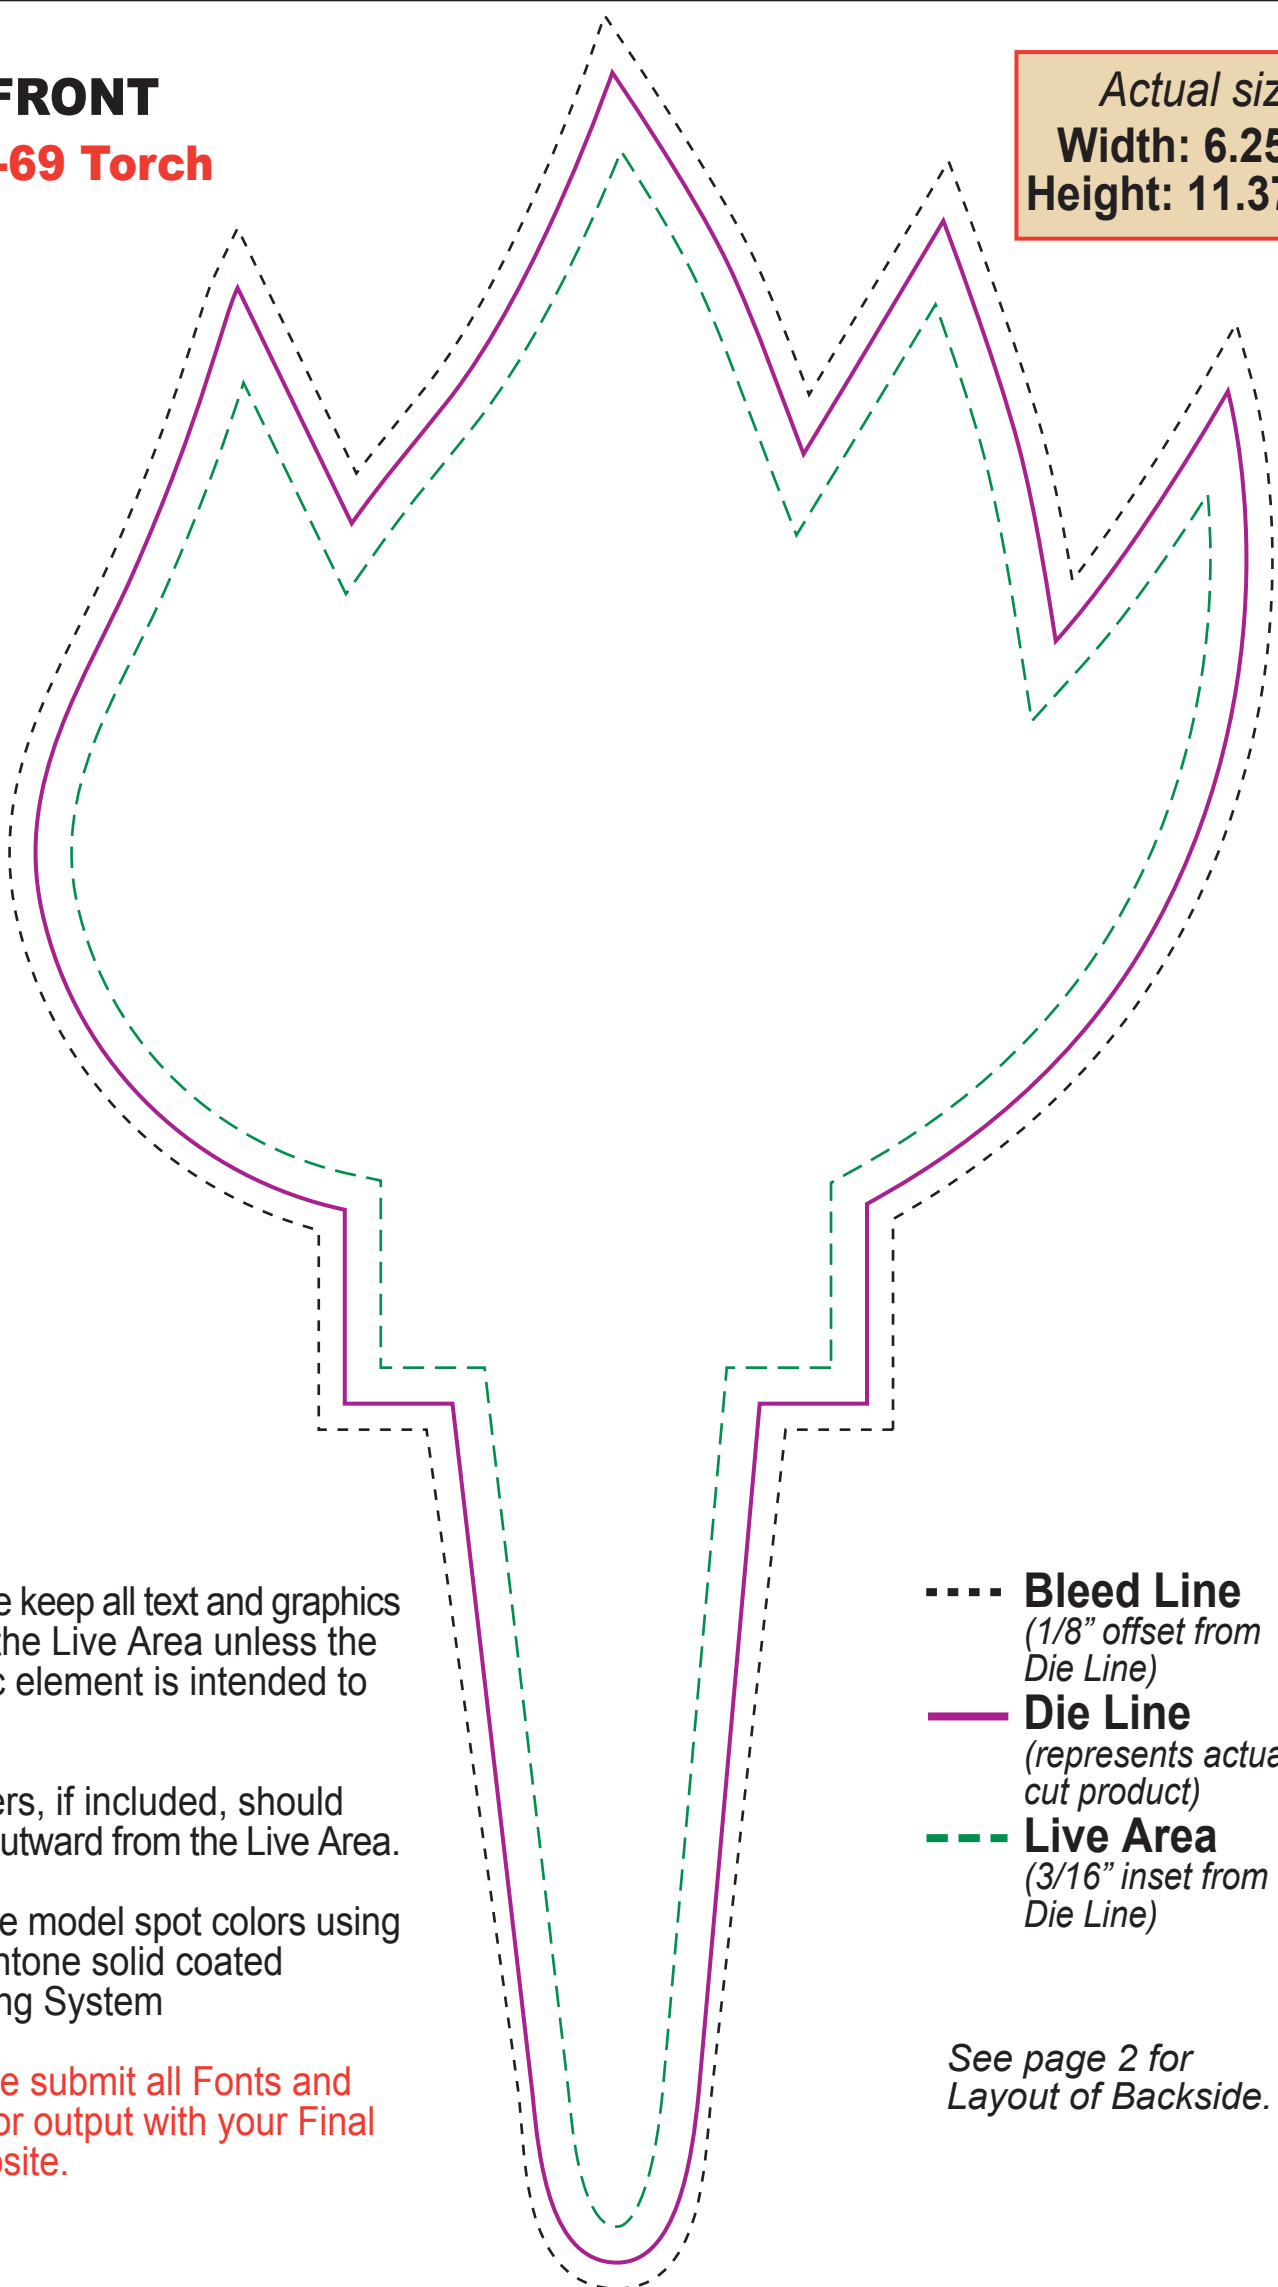 FRONT
-69 Torch
Actual siz
Width: 6.25
Height: 11.37
e keep all text and graphics
the Live Area unless the
c element is intended to
ers, if included, should
utward from the Live Area.
e model spot colors using
ntone solid coated
ng System
e submit all Fonts and
or output with your Final
osite.
Bleed Line
(1/8” offset from
Die Line)
Die Line
(represents actua
cut product)
Live Area
(3/16” inset from
Die Line)
See page 2 for
Layout of Backside.